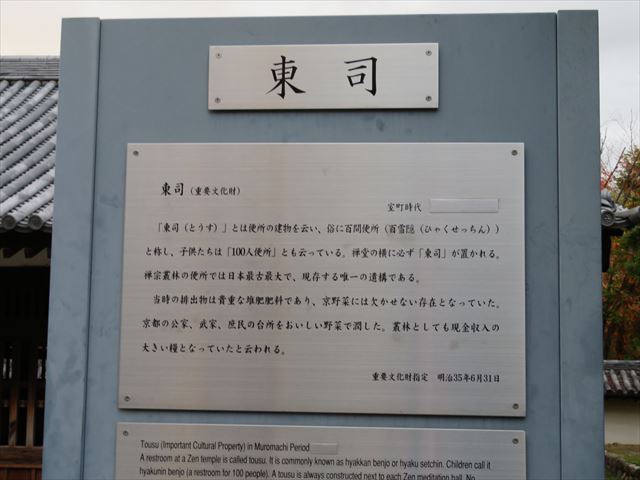 東司
東司（重要文化財）
室町時代
「東司（とうす）」とは便所の建物を云い、俗に百間便所（百雪隠（ひゃくせっちん））
と称し、子供たちは「100人便所」とも云っている。禅堂の横に必ず「東司」が置かれる。
禅宗叢林の便所では日本最古最大で、現存する唯一の遺構である。
当時の排出物は貴重な堆肥肥料であり、京野菜には欠かせない存在となっていた。
京都の公家、武家、庶民の台所をおいしい野菜で潤した。叢林としても現金収入の
大きい糧となっていたと云われる。
重要文化財指定　明治35年6月31日
Tousu (Important Cultural Property) in Muromachi Period
A restroom at a Zen temple is called tousu. It is commonly known as hyakkan benjo or hyaku setchin. Children call it
hyakunin benjo (a restroom for 100 people). A tousu is always constructed next to each Zen meditation hall. No